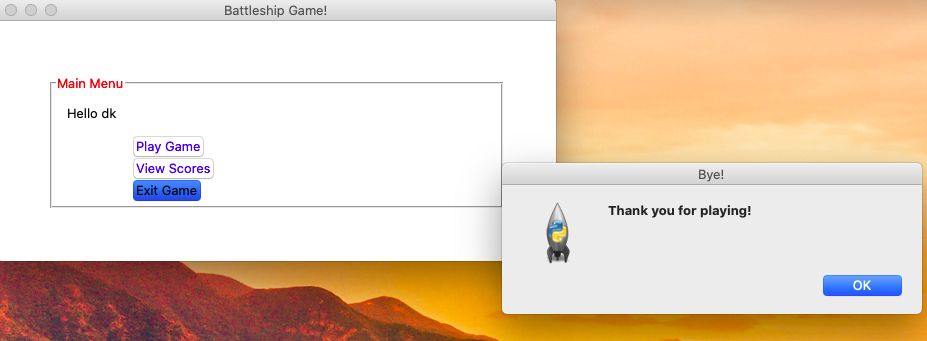 Battleship Game!
Main Menu
Hello dk
Play Game
View Scores
Exit Game
Bye!
Thank you for playing!
OK